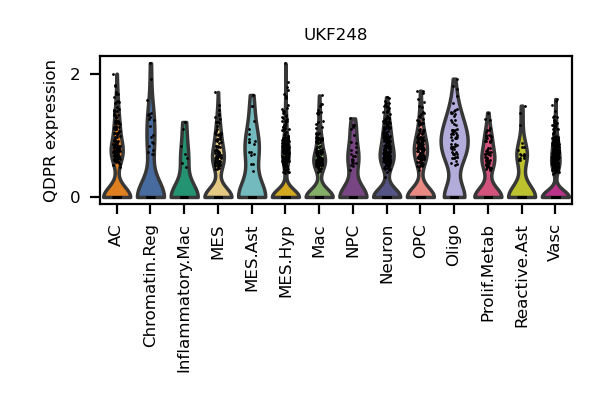 UKF248
QDPR expression
2
0
AC
Chromatin.Reg
Inflammatory.Mac
MES
MES.Ast
MES.Hyp
Mac
NPC
Neuron
OPC
Oligo
Prolif.Metab
Reactive.Ast
Vasc